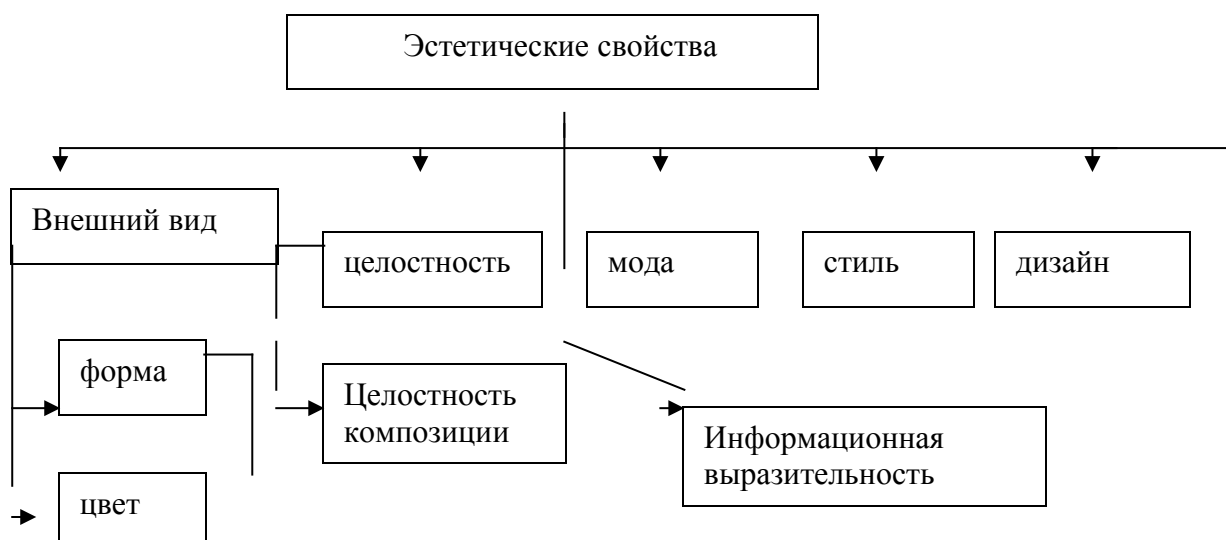 Эстетические свойства
Внешний вид
целостность
мода
стиль
дизайн
форма
Целостность
композиции
Информационная
выразительность
цвет